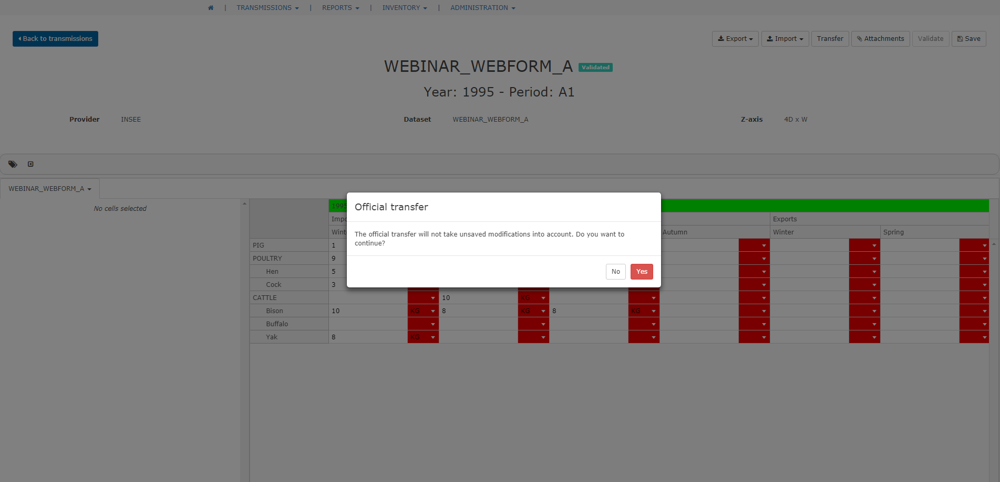 | TRANSMISSIONS | REPORTS | INVENTORY | ADMINISTRATION
Back to transmissions Export Import Transfer Attachments Validate Save
WEBINAR_WEBFORM_A Validated
Year: 1995 - Period: A1
Provider INSEE Dataset WEBINAR_WEBFORM_A Z-axis 4D x W
WEBINAR_WEBFORM_A
No cells selected
Official transfer
The official transfer will not take unsaved modifications into account. Do you want to
continue?
No Yes
1995
Exports
Autumn Winter Spring
PIG 1
POULTRY 9
Hen 5
Cock 3
CATTLE 10 KG
Bison 10 KG 8 KG 8 KG
Buffalo
Yak 8 KG